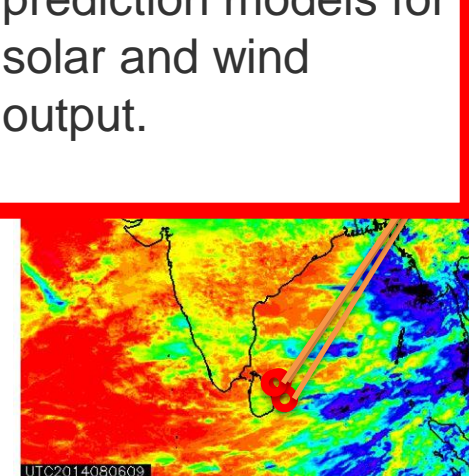 prediction models for
solar and wind
output.
UTC2014080609